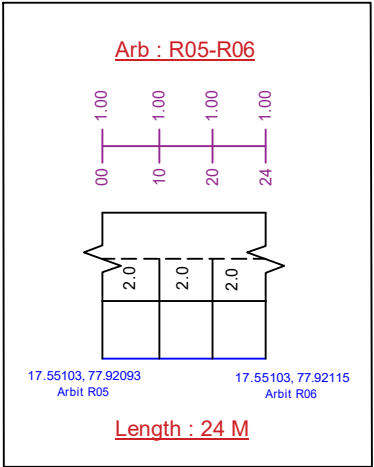 Arb : R05-R06
1.00 1.00 1.00 1.00
00 10 20 24
2.0 2.0 2.0
17.55103, 77.92093 17.55103, 77.92115
Arbit R05 Arbit R06
Length : 24 M